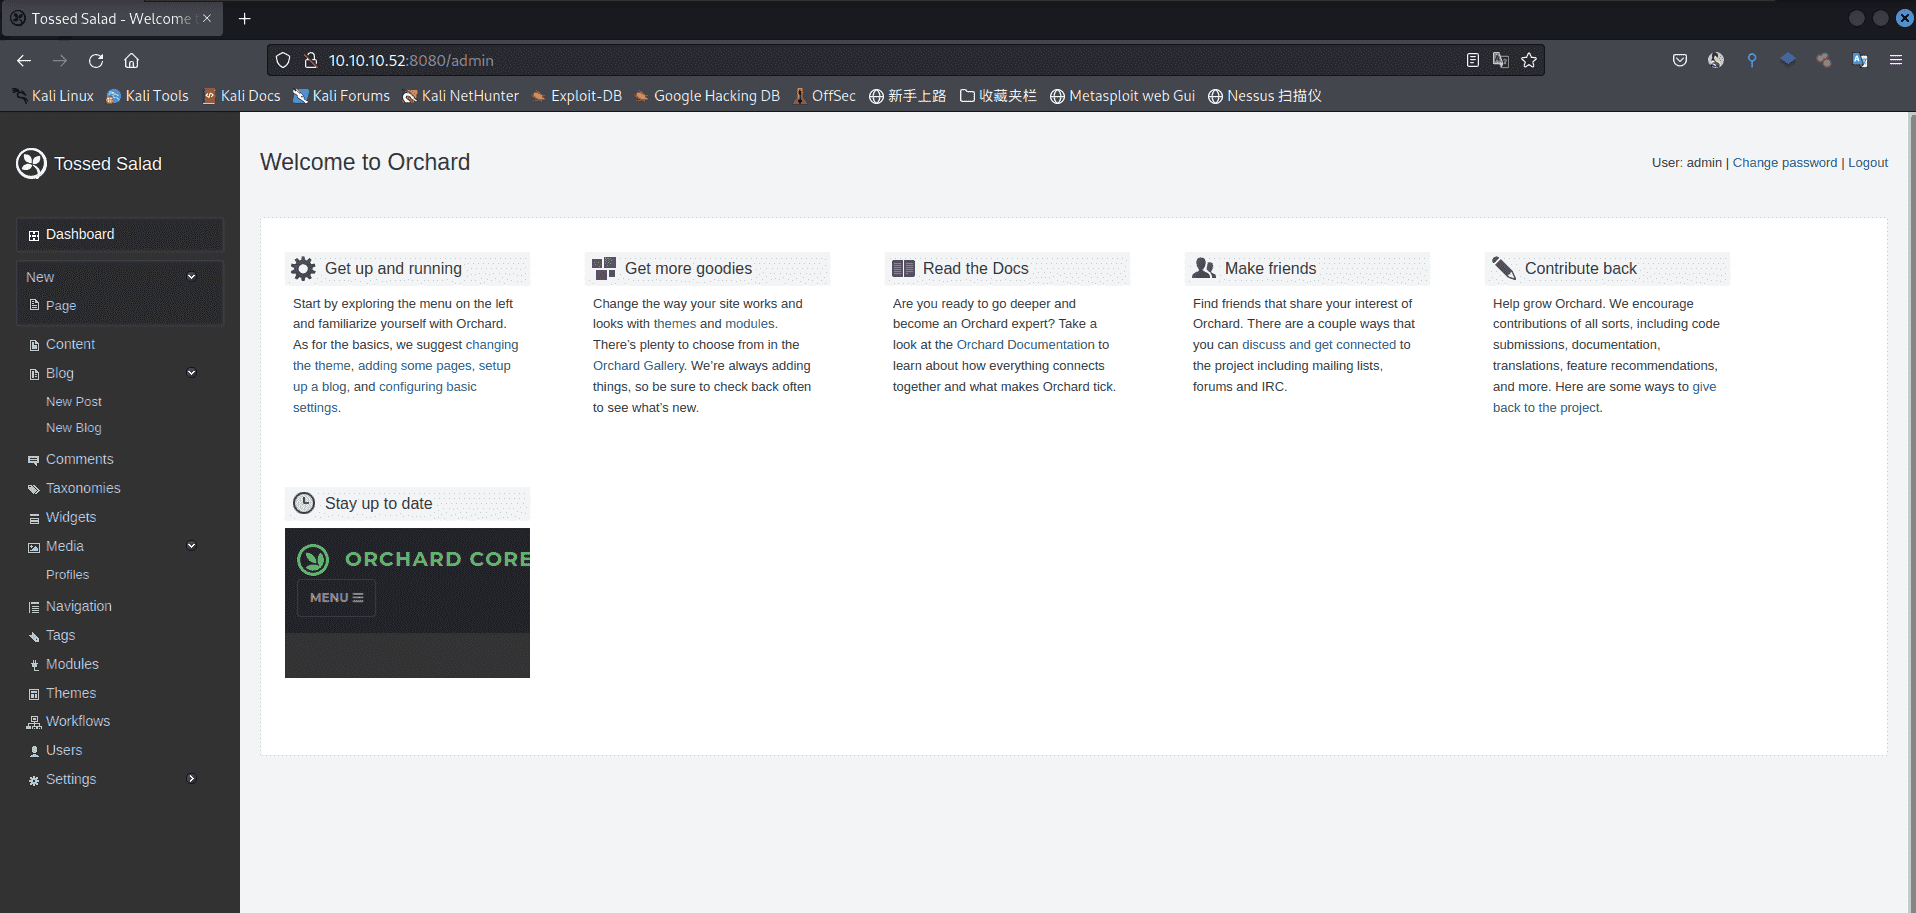 Tossed Salad - Welcome
10.10.10.52:8080/admin
Kali Linux Kali Tools Kali Docs Kali Forums Kali NetHunter Exploit-DB Google Hacking DB OffSec 新手上路 收藏夹栏 Metasploit web Gui Nessus 扫描仪
Tossed Salad
Dashboard
New
Page
Content
Blog
New Post
New Blog
Comments
Taxonomies
Widgets
Media
Profiles
Navigation
Tags
Modules
Themes
Workflows
Users
Settings
Welcome to Orchard
User: admin | Change password | Logout
Get up and running
Start by exploring the menu on the left
and familiarize yourself with Orchard.
As for the basics, we suggest changing
the theme, adding some pages, setup
up a blog, and configuring basic
settings.
Get more goodies
Change the way your site works and
looks with themes and modules.
There's plenty to choose from in the
Orchard Gallery. We're always adding
things, so be sure to check back often
to see what's new.
Read the Docs
Are you ready to go deeper and
become an Orchard expert? Take a
look at the Orchard Documentation to
learn about how everything connects
together and what makes Orchard tick.
Make friends
Find friends that share your interest of
Orchard. There are a couple ways that
you can discuss and get connected to
the project including mailing lists,
forums and IRC.
Contribute back
Help grow Orchard. We encourage
contributions of all sorts, including code
submissions, documentation,
translations, feature recommendations,
and more. Here are some ways to give
back to the project.
Stay up to date
ORCHARD CORE
MENU